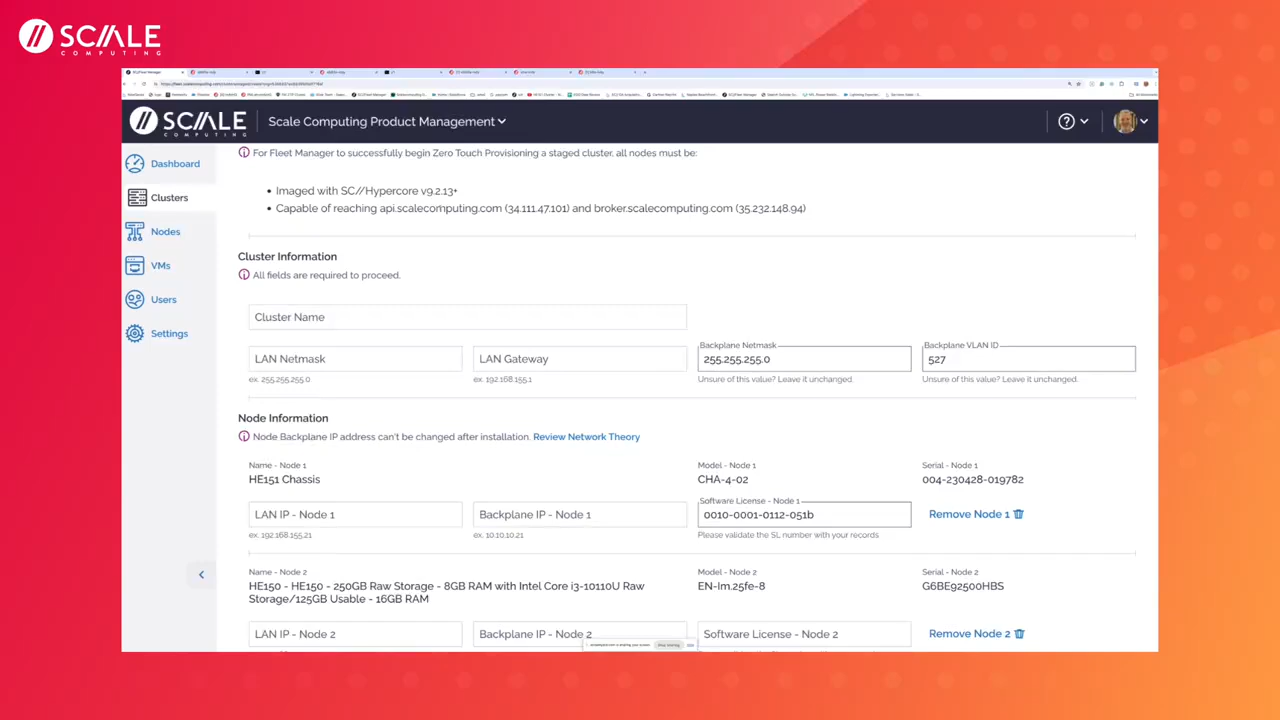 SCALE
COMPUTING
SCALE
COMPUTING
Scale Computing Product Management
Dashboard
Clusters
Nodes
VMs
Users
Settings
For Fleet Manager to successfully begin Zero Touch Provisioning a staged cluster, all nodes must be:
• Imaged with SC//Hypercore v9.2.13+
• Capable of reaching api.scalecomputing.com (34.111.47.101) and broker.scalecomputing.com (35.232.148.94)
Cluster Information
All fields are required to proceed.
Cluster Name
LAN Netmask
ex. 255.255.255.0
LAN Gateway
ex. 192.168.155.1
Backplane Netmask
255.255.255.0
Unsure of this value? Leave it unchanged.
Backplane VLAN ID
527
Unsure of this value? Leave it unchanged.
Node Information
Node Backplane IP address can't be changed after installation. Review Network Theory
Name - Node 1
HE151 Chassis
Model - Node 1
CHA-4-02
Serial - Node 1
004-230428-019782
LAN IP - Node 1
ex. 192.168.155.21
Backplane IP - Node 1
ex. 10.10.10.21
Software License - Node 1
0010-0001-0112-051b
Please validate the SL number with your records
Remove Node 1
Name - Node 2
HE150 - HE150 - 250GB Raw Storage - 8GB RAM with Intel Core i3-10110U Raw
Storage/125GB Usable - 16GB RAM
Model - Node 2
EN-Im.25fe-8
Serial - Node 2
G6BE92500HBS
LAN IP - Node 2
Backplane IP - Node 2
Software License - Node 2
Remove Node 2